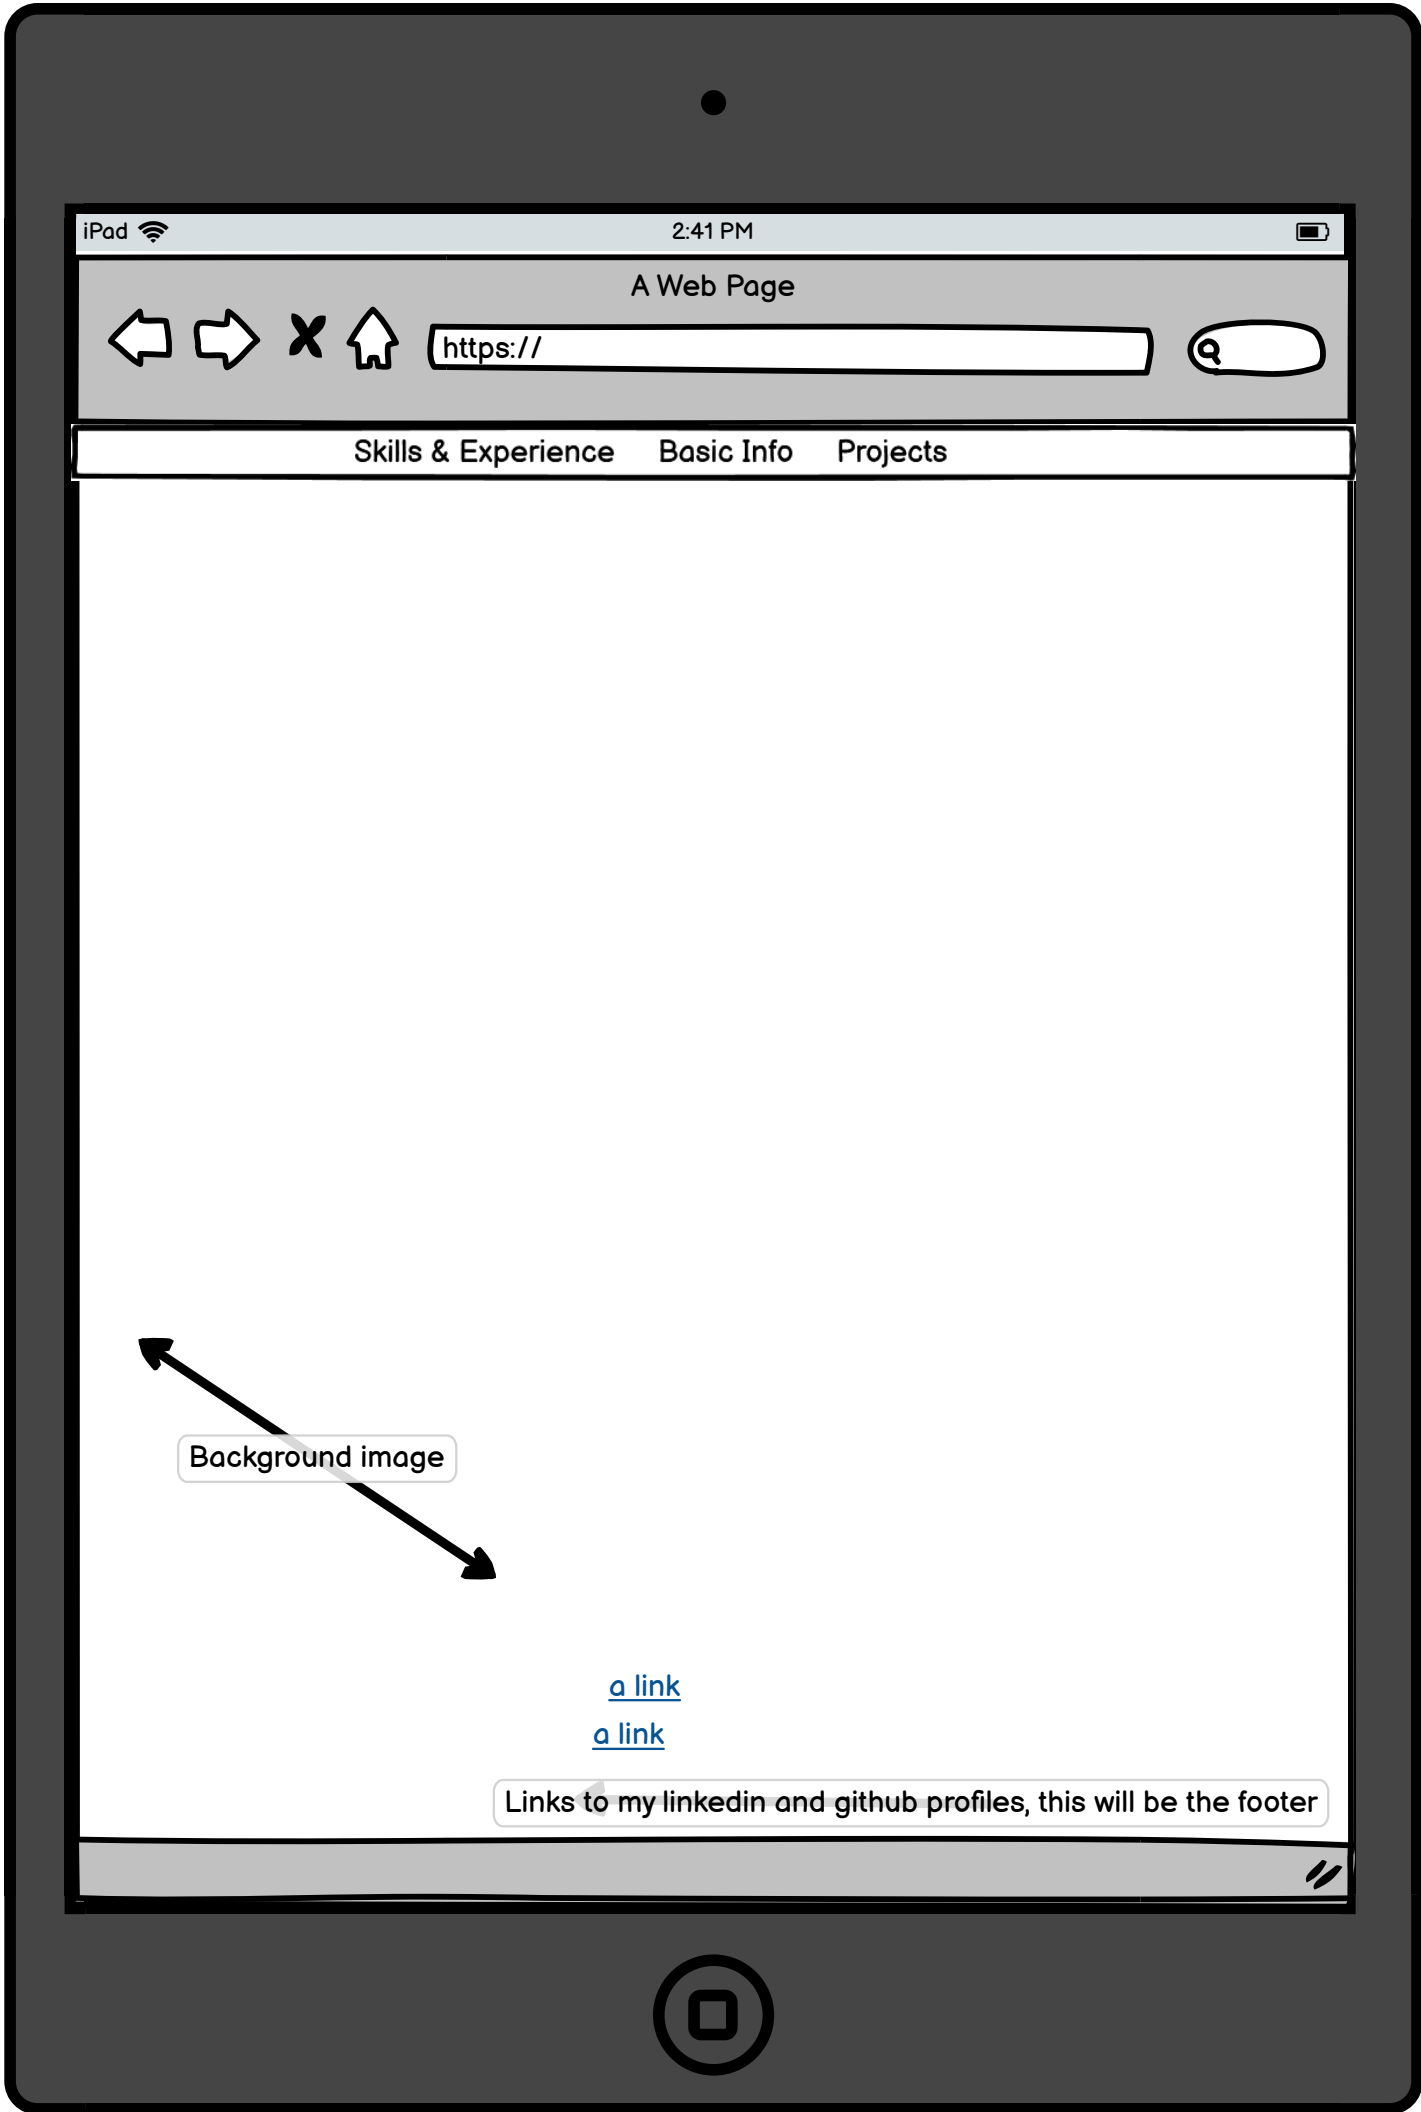 iPad 2:41 PM
A Web Page
https://
Skills & Experience Basic Info Projects
Background image
a link
a link
Links to my linkedin and github profiles, this will be the footer